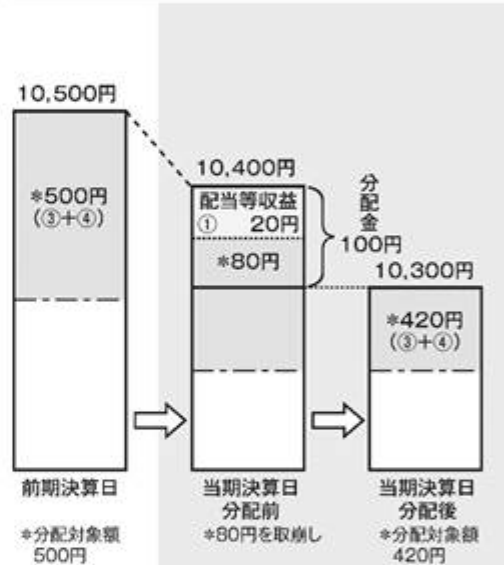 10,500円
*500円
(③+④)
前期決算日
*分配対象額
500円
10,400円
配当等収益
① 20円
*80円
分配金
100円
当期決算日
分配前
*80円を取崩し
10,300円
*420円
(③+④)
当期決算日
分配後
*分配対象額
420円